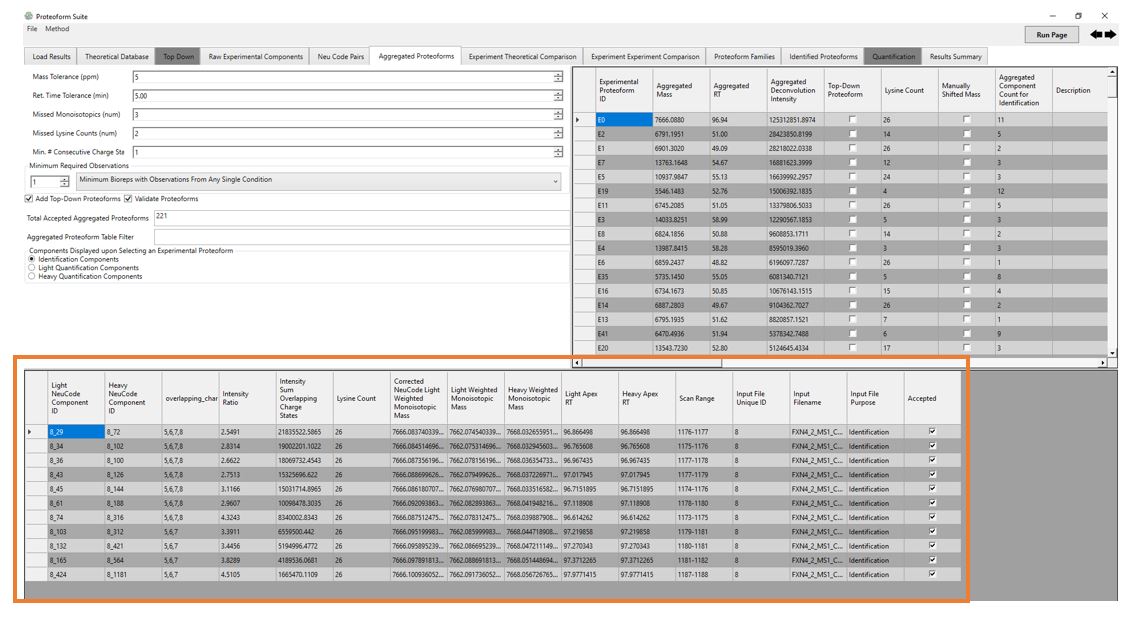 Proteoform Suite
File Method
Run Page
Load Results Theoretical Database Top Down Raw Experimental Components Neu Code Pairs Aggregated Proteoforms Experiment Theoretical Comparison Experiment Experiment Comparison Proteoform Families Identified Proteoforms Quantification Results Summary
Mass Tolerance (ppm) 5
Ret. Time Tolerance (min) 5.00
Missed Monoisotopics (num) 3
Missed Lysine Counts (num) 2
Min. # Consecutive Charge Sta 1
Minimum Required Observations
1 Minimum Bioreps with Observations From Any Single Condition
Add Top-Down Proteoforms Validate Proteoforms
Total Accepted Aggregated Proteoforms 221
Aggregated Proteoform Table Filter
Components Displayed upon Selecting an Experimental Proteoform
Identification Components
Light Quantification Components
Heavy Quantification Components
Experimental Proteoform ID Aggregated Mass Aggregated RT Aggregated Deconvolution Intensity Top-Down Proteoform Lysine Count Manually Shifted Mass Aggregated Component Count for Identification Description
E0 7666.0880 96.94 125312851.8974 26 11
E2 6791.1951 51.00 28423850.8199 14 5
E1 6901.3020 49.09 28218022.0338 26 2
E7 13763.1648 54.67 16881623.3999 12 3
E5 10937.9847 55.13 16639992.2957 24 3
E19 5546.1483 52.76 15006392.1835 4 12
E11 6745.2085 51.05 13379806.5033 26 5
E3 14033.8251 58.99 12290567.1853 5 3
E8 6824.1856 50.88 9608853.1711 14 2
E4 13987.8415 58.28 8595019.3960 3 3
E6 6859.2437 48.82 6196097.7287 26 1
E35 5735.1450 55.05 6081340.7121 5 8
E16 6734.1673 50.85 10676143.1515 15 4
E14 6887.2803 49.67 9104362.7027 26 2
E13 6795.1935 51.62 8820857.1521 7 1
E41 6470.4936 51.94 5378342.7488 6 9
E20 13543.7230 52.80 5124645.4334 17 3
Light NeuCode Component ID Heavy NeuCode Component ID overlapping_char Intensity Ratio Intensity Sum Overlapping Charge States Lysine Count Corrected NeuCode Light Weighted Monoisotopic Mass Light Weighted Monoisotopic Mass Heavy Weighted Monoisotopic Mass Light Apex RT Heavy Apex RT Scan Range Input File Unique ID Input Filename Input File Purpose Accepted
8_29 8_72 5,6,7,8 2.5491 21835522.5865 26 7666.083740339... 7662.074540339... 7668.032655951... 96.866498 96.866498 1176-1177 8 FXN4_2_MS1_C... Identification
8_34 8_102 5,6,7,8 2.8314 19002201.1022 26 7666.084514696... 7662.075314696... 7668.032945603... 96.765608 96.765608 1175-1176 8 FXN4_2_MS1_C... Identification
8_36 8_100 5,6,7,8 2.6622 18069732.4543 26 7666.087356196... 7662.078156196... 7668.036354733... 96.967435 96.967435 1177-1178 8 FXN4_2_MS1_C... Identification
8_43 8_126 5,6,7,8 2.7513 15325696.622 26 7666.088699626... 7662.079499626... 7668.037226971... 97.017945 97.017945 1177-1179 8 FXN4_2_MS1_C... Identification
8_45 8_144 5,6,7,8 3.1166 15031714.8965 26 7666.086180707... 7662.076980707... 7668.033516582... 96.7151895 96.7151895 1174-1176 8 FXN4_2_MS1_C... Identification
8_61 8_188 5,6,7,8 2.9607 10098478.3035 26 7666.092093863... 7662.082893863... 7668.041948216... 97.118908 97.118908 1178-1180 8 FXN4_2_MS1_C... Identification
8_74 8_316 5,6,7,8 4.3243 8340002.8343 26 7666.087512475... 7662.078312475... 7668.039887908... 96.614262 96.614262 1173-1175 8 FXN4_2_MS1_C... Identification
8_103 8_312 5,6,7 3.3911 6559500.442 26 7666.095199983... 7662.085999983... 7668.044718908... 97.219858 97.219858 1179-1181 8 FXN4_2_MS1_C... Identification
8_132 8_421 5,6,7 3.4456 5194996.4772 26 7666.095895239... 7662.086695239... 7668.047211149... 97.270343 97.270343 1180-1181 8 FXN4_2_MS1_C... Identification
8_165 8_564 5,6,7 3.8289 4189536.0681 26 7666.097891813... 7662.088691813... 7668.051448694... 97.3712265 97.3712265 1181-1182 8 FXN4_2_MS1_C... Identification
8_424 8_1181 5,6,7 4.5105 1665470.1109 26 7666.100936052... 7662.091736052... 7668.056726765... 97.9771415 97.9771415 1187-1188 8 FXN4_2_MS1_C... Identification